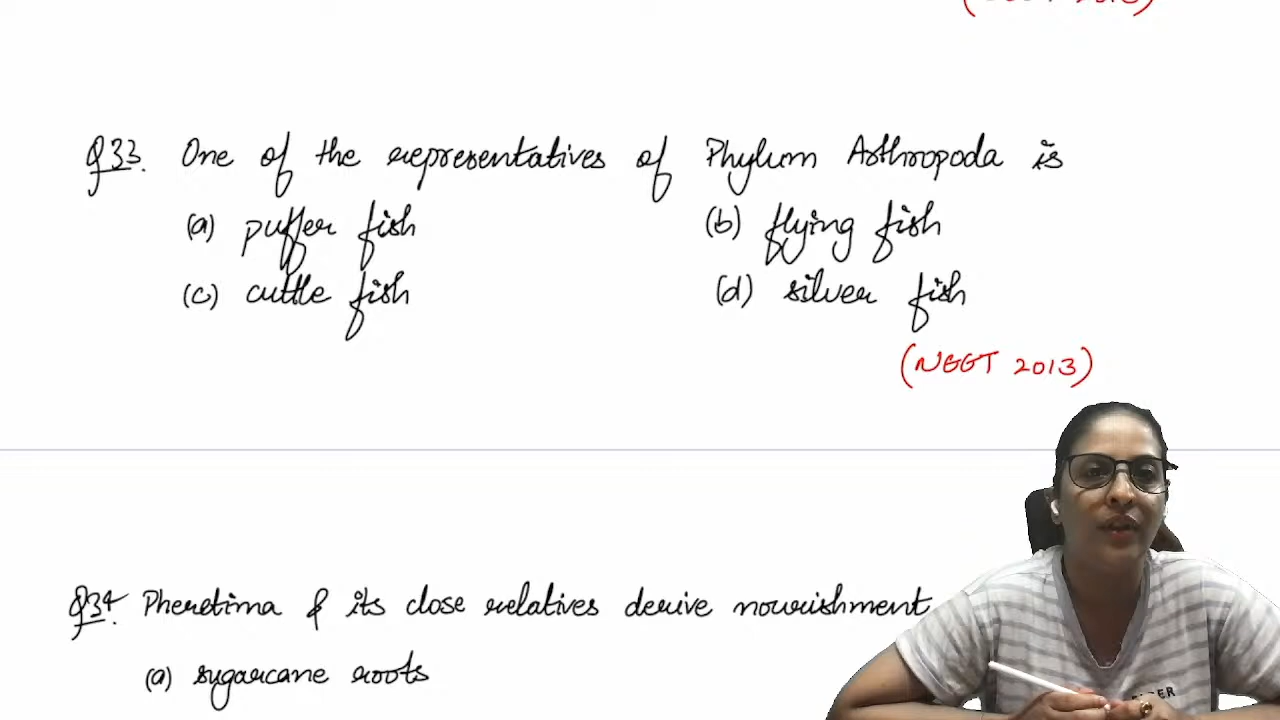 Q33. One of the representatives of Phylum Arthropoda is
(a) puffer fish (b) flying fish
(c) cuttle fish (d) silver fish
(NEET 2013)
Q34. Pheretima & its close relatives derive nourishment
(a) sugarcane roots